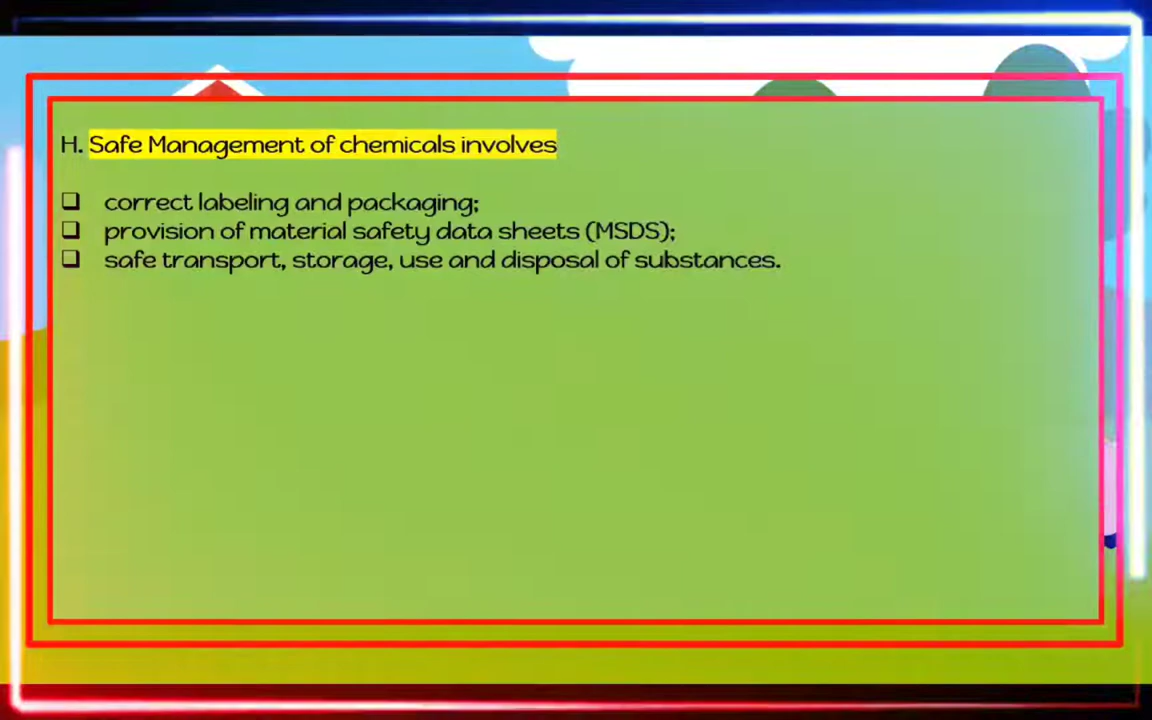 H. Safe Management of chemicals involves
❑ correct labeling and packaging;
❑ provision of material safety data sheets (MSDS);
❑ safe transport, storage, use and disposal of substances.